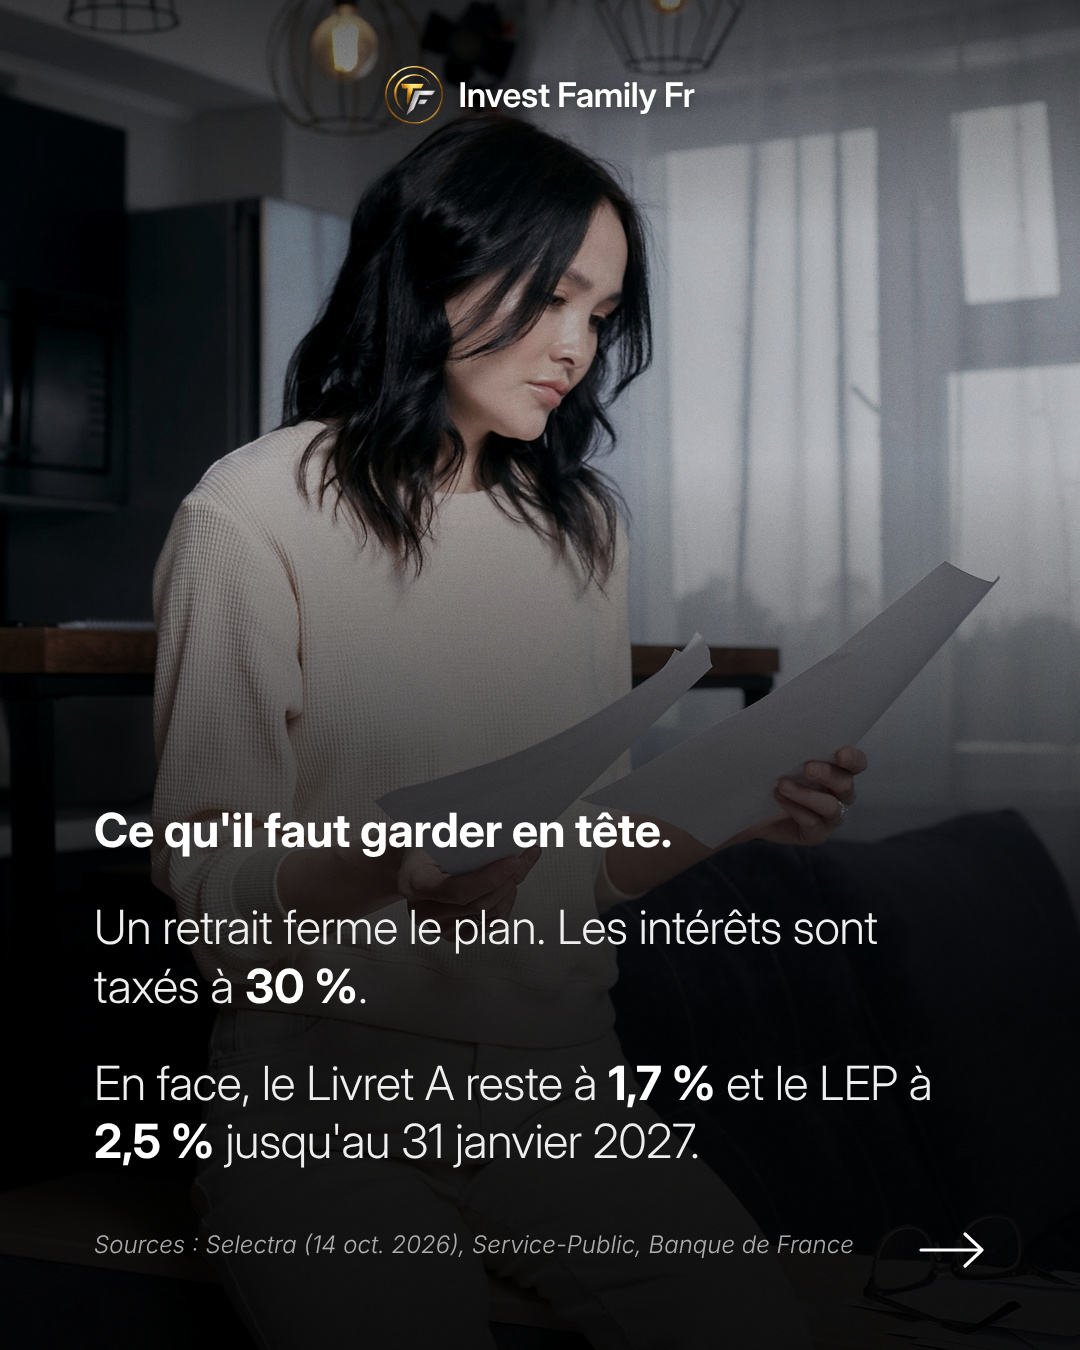 Invest Family Fr
Ce qu'il faut garder en tête.
Un retrait ferme le plan. Les intérêts sont
taxés à 30 %.
En face, le Livret A reste à 1,7 % et le LEP à
2,5 % jusqu'au 31 janvier 2027.
Sources : Selectra (14 oct. 2026), Service-Public, Banque de France